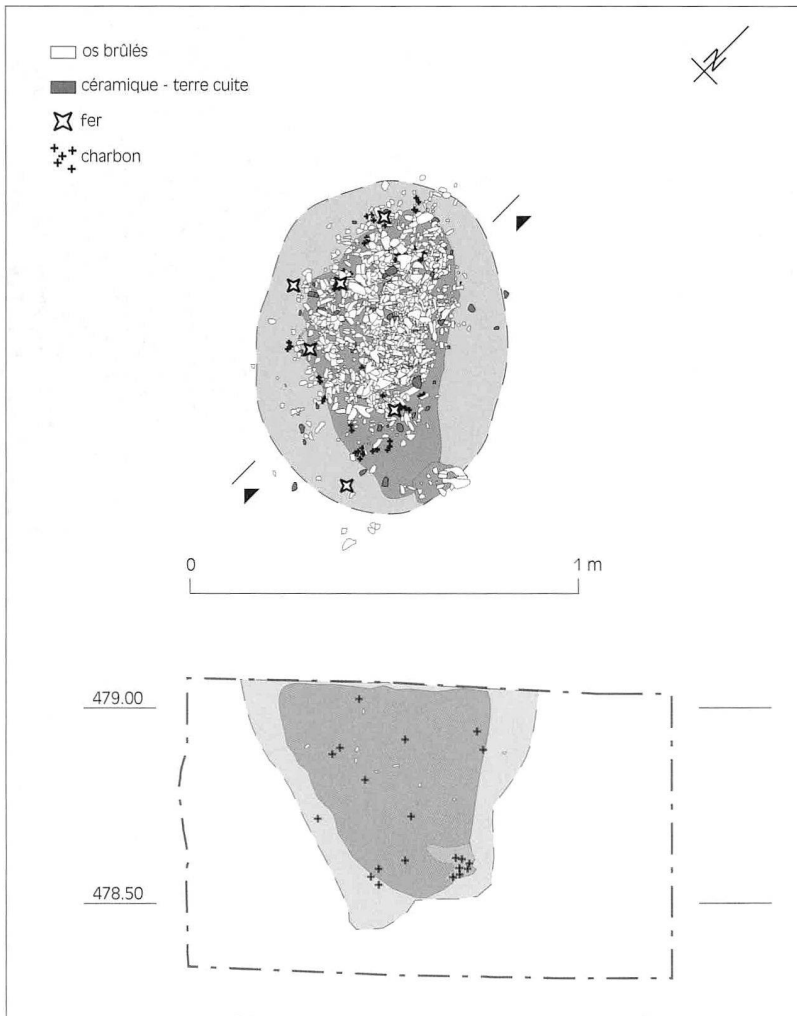 os brûlés
N
céramique - terre cuite
fer
charbon
0 1 m
479.00
478.50